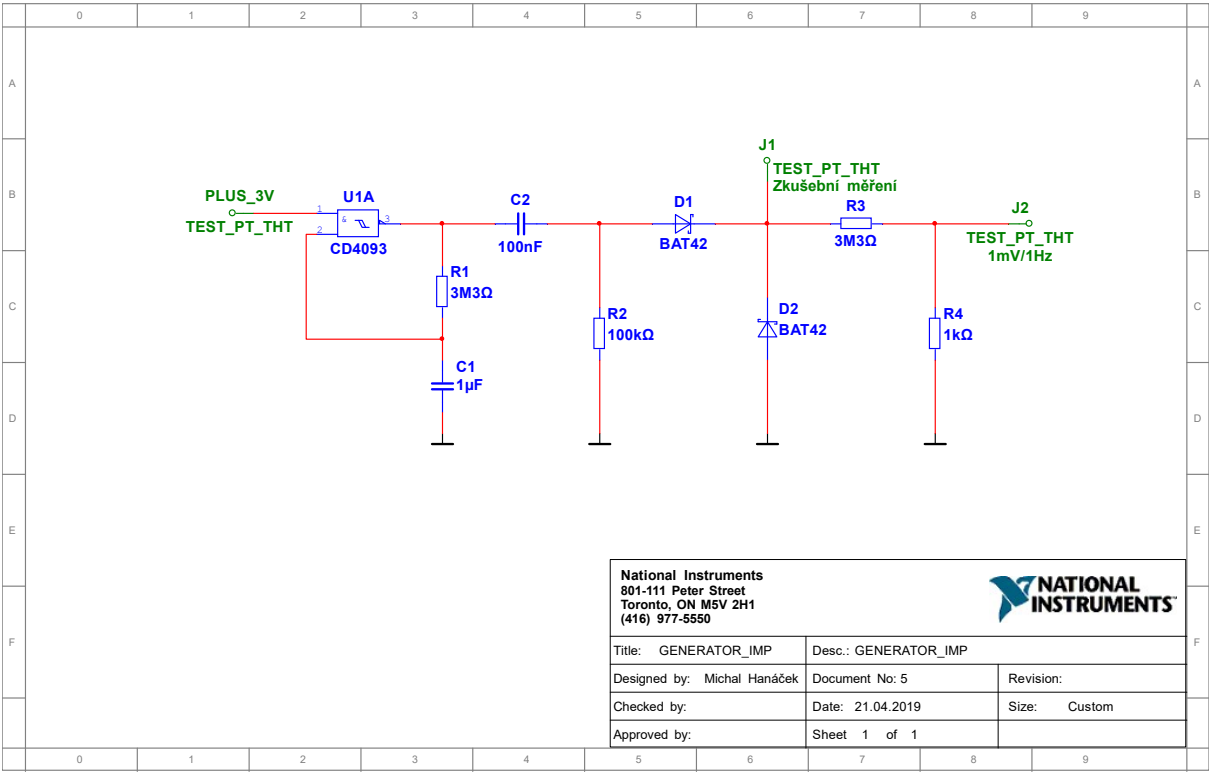 0 1 2 3 4 5 6 7 8 9
A A
J1
TEST_PT_THT
Zkušební měření
B B
PLUS_3V
TEST_PT_THT
U1A
1
2
3
&
CD4093
C2
100nF
D1
BAT42
R3
3M3Ω
J2
TEST_PT_THT
1mV/1Hz
C C
R1
3M3Ω
R2
100kΩ
D2
BAT42
R4
1kΩ
C1
1µF
D D
E E
National Instruments
801-111 Peter Street
Toronto, ON M5V 2H1
(416) 977-5550
NATIONAL
INSTRUMENTS™
F F
Title: GENERATOR_IMP Desc.: GENERATOR_IMP
Designed by: Michal Hanáček Document No: 5 Revision:
Checked by: Date: 21.04.2019 Size: Custom
Approved by: Sheet 1 of 1
0 1 2 3 4 5 6 7 8 9